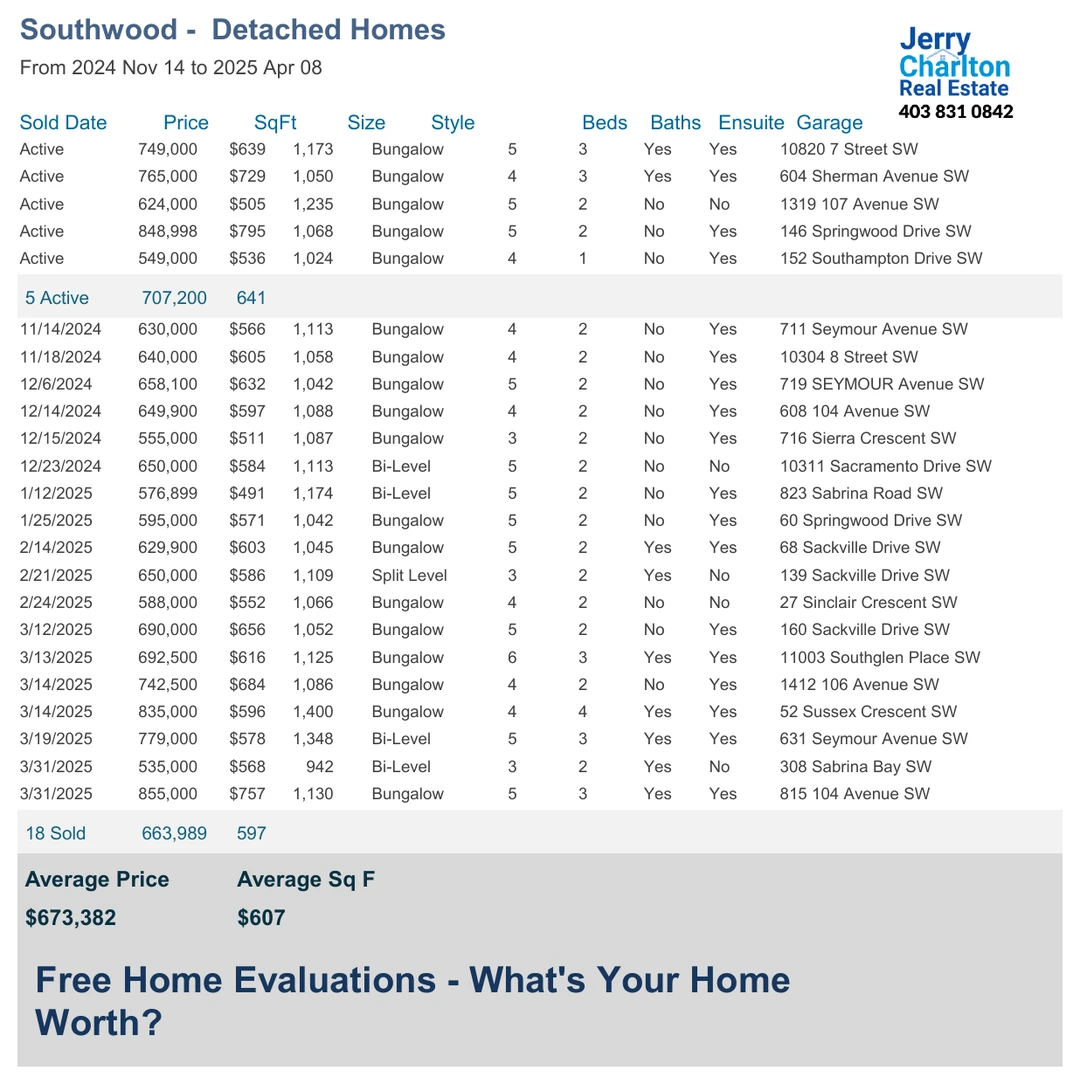 Southwood -  Detached Homes
From 2024 Nov 14 to 2025 Apr 08
Jerry
Charlton
Real Estate
403 831 0842
Sold Date Price SqFt Size Style Beds Baths Ensuite Garage
Active 749,000 $639 1,173 Bungalow 5 3 Yes Yes 10820 7 Street SW
Active 765,000 $729 1,050 Bungalow 4 3 Yes Yes 604 Sherman Avenue SW
Active 624,000 $505 1,235 Bungalow 5 2 No No 1319 107 Avenue SW
Active 848,998 $795 1,068 Bungalow 5 2 No Yes 146 Springwood Drive SW
Active 549,000 $536 1,024 Bungalow 4 1 No Yes 152 Southampton Drive SW
5 Active 707,200 641
11/14/2024 630,000 $566 1,113 Bungalow 4 2 No Yes 711 Seymour Avenue SW
11/18/2024 640,000 $605 1,058 Bungalow 4 2 No Yes 10304 8 Street SW
12/6/2024 658,100 $632 1,042 Bungalow 5 2 No Yes 719 SEYMOUR Avenue SW
12/14/2024 649,900 $597 1,088 Bungalow 4 2 No Yes 608 104 Avenue SW
12/15/2024 555,000 $511 1,087 Bungalow 3 2 No Yes 716 Sierra Crescent SW
12/23/2024 650,000 $584 1,113 Bi-Level 5 2 No No 10311 Sacramento Drive SW
1/12/2025 576,899 $491 1,174 Bi-Level 5 2 No Yes 823 Sabrina Road SW
1/25/2025 595,000 $571 1,042 Bungalow 5 2 No Yes 60 Springwood Drive SW
2/14/2025 629,900 $603 1,045 Bungalow 5 2 Yes Yes 68 Sackville Drive SW
2/21/2025 650,000 $586 1,109 Split Level 3 2 Yes No 139 Sackville Drive SW
2/24/2025 588,000 $552 1,066 Bungalow 4 2 No No 27 Sinclair Crescent SW
3/12/2025 690,000 $656 1,052 Bungalow 5 2 No Yes 160 Sackville Drive SW
3/13/2025 692,500 $616 1,125 Bungalow 6 3 Yes Yes 11003 Southglen Place SW
3/14/2025 742,500 $684 1,086 Bungalow 4 2 No Yes 1412 106 Avenue SW
3/14/2025 835,000 $596 1,400 Bungalow 4 4 Yes Yes 52 Sussex Crescent SW
3/19/2025 779,000 $578 1,348 Bi-Level 5 3 Yes Yes 631 Seymour Avenue SW
3/31/2025 535,000 $568 942 Bi-Level 3 2 Yes No 308 Sabrina Bay SW
3/31/2025 855,000 $757 1,130 Bungalow 5 3 Yes Yes 815 104 Avenue SW
18 Sold 663,989 597
Average Price Average Sq F
$673,382 $607
Free Home Evaluations - What's Your Home
Worth?